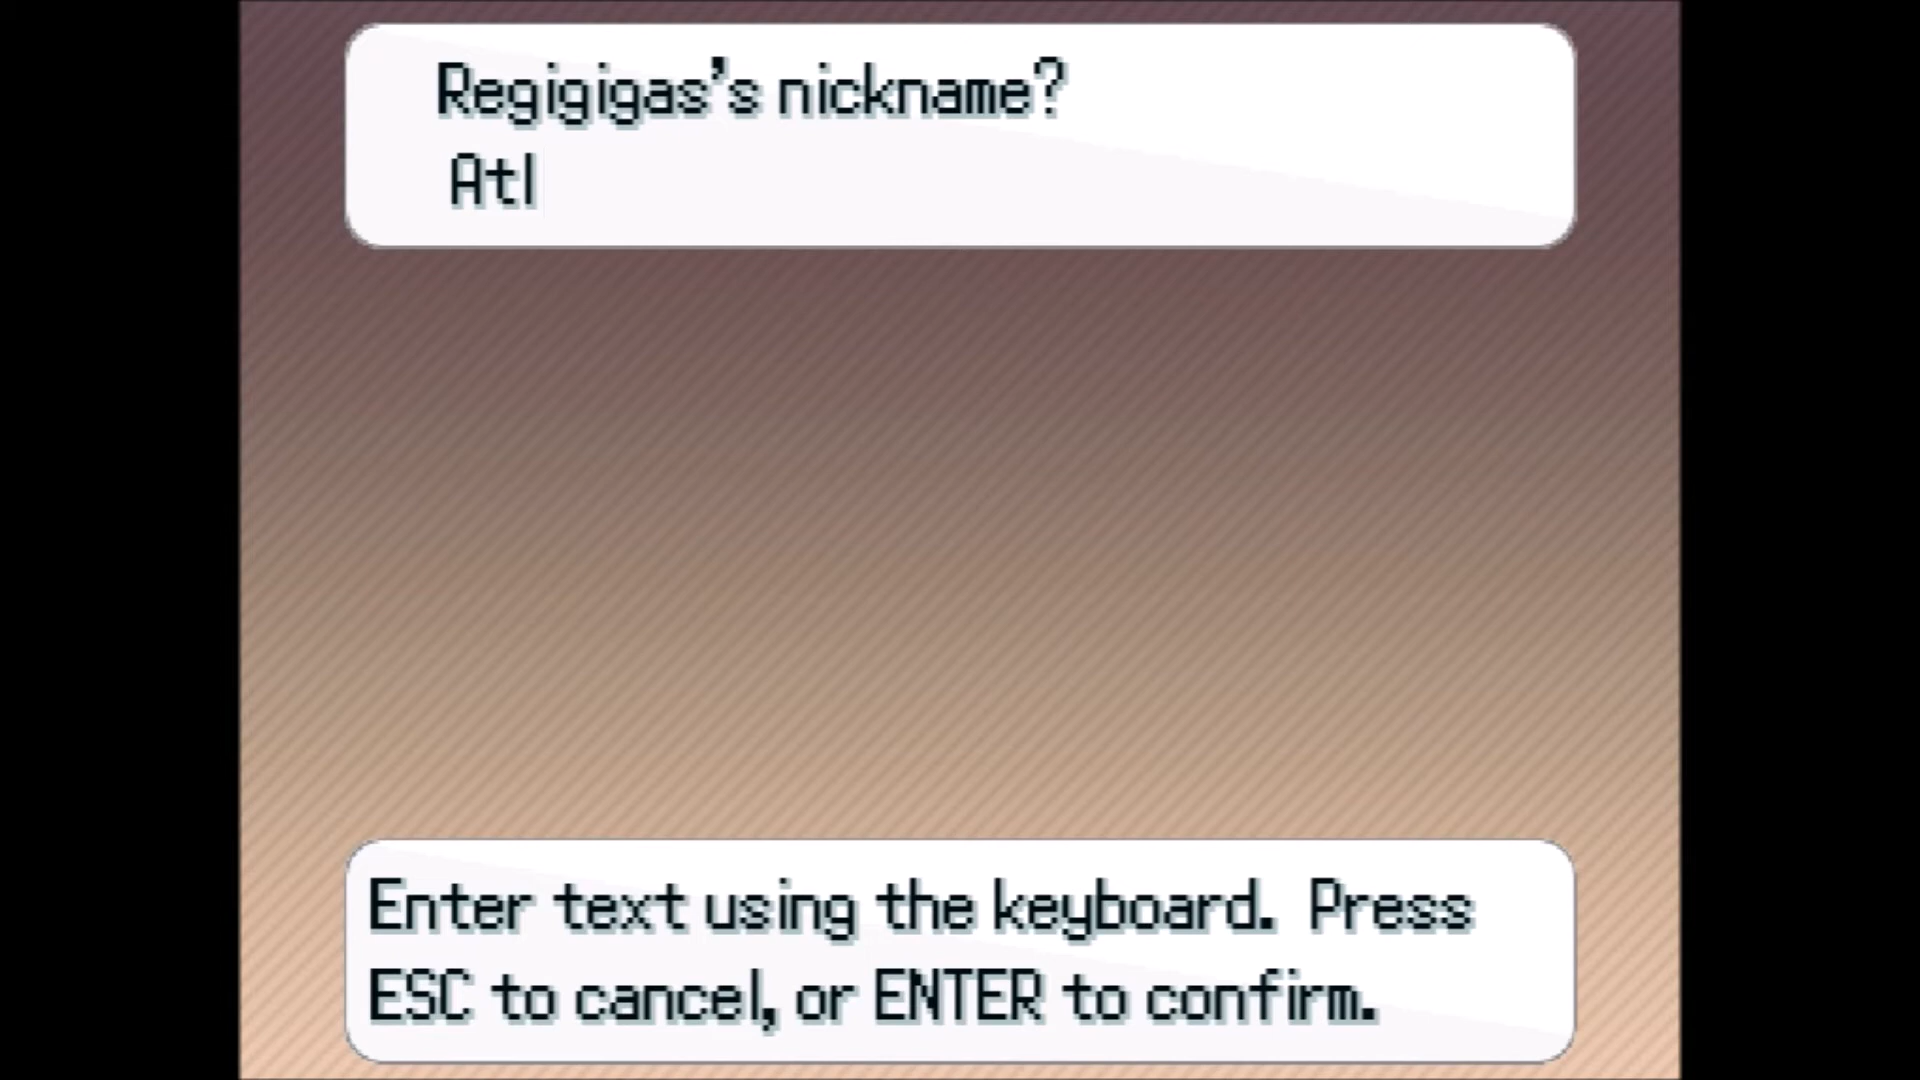 Regigigas's nickname?
Atl
Enter text using the keyboard. Press
ESC to cancel, or ENTER to confirm.